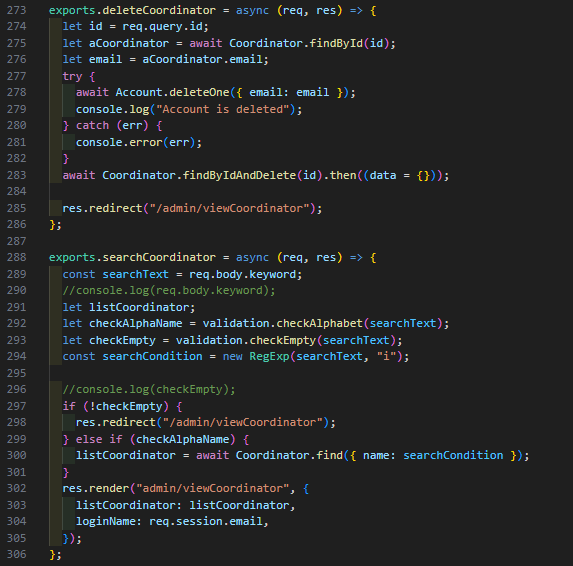 273 exports.deleteCoordinator = async (req, res) => {
274   let id = req.query.id;
275   let aCoordinator = await Coordinator.findById(id);
276   let email = aCoordinator.email;
277   try {
278     await Account.deleteOne({ email: email });
279     console.log("Account is deleted");
280   } catch (err) {
281     console.error(err);
282   }
283   await Coordinator.findByIdAndDelete(id).then((data = {}));
284
285   res.redirect("/admin/viewCoordinator");
286 };
287
288 exports.searchCoordinator = async (req, res) => {
289   const searchText = req.body.keyword;
290   //console.log(req.body.keyword);
291   let listCoordinator;
292   let checkAlphaName = validation.checkAlphabet(searchText);
293   let checkEmpty = validation.checkEmpty(searchText);
294   const searchCondition = new RegExp(searchText, "i");
295
296   //console.log(checkEmpty);
297   if (!checkEmpty) {
298     res.redirect("/admin/viewCoordinator");
299   } else if (checkAlphaName) {
300     listCoordinator = await Coordinator.find({ name: searchCondition });
301   }
302   res.render("admin/viewCoordinator", {
303     listCoordinator: listCoordinator,
304     loginName: req.session.email,
305   });
306 };